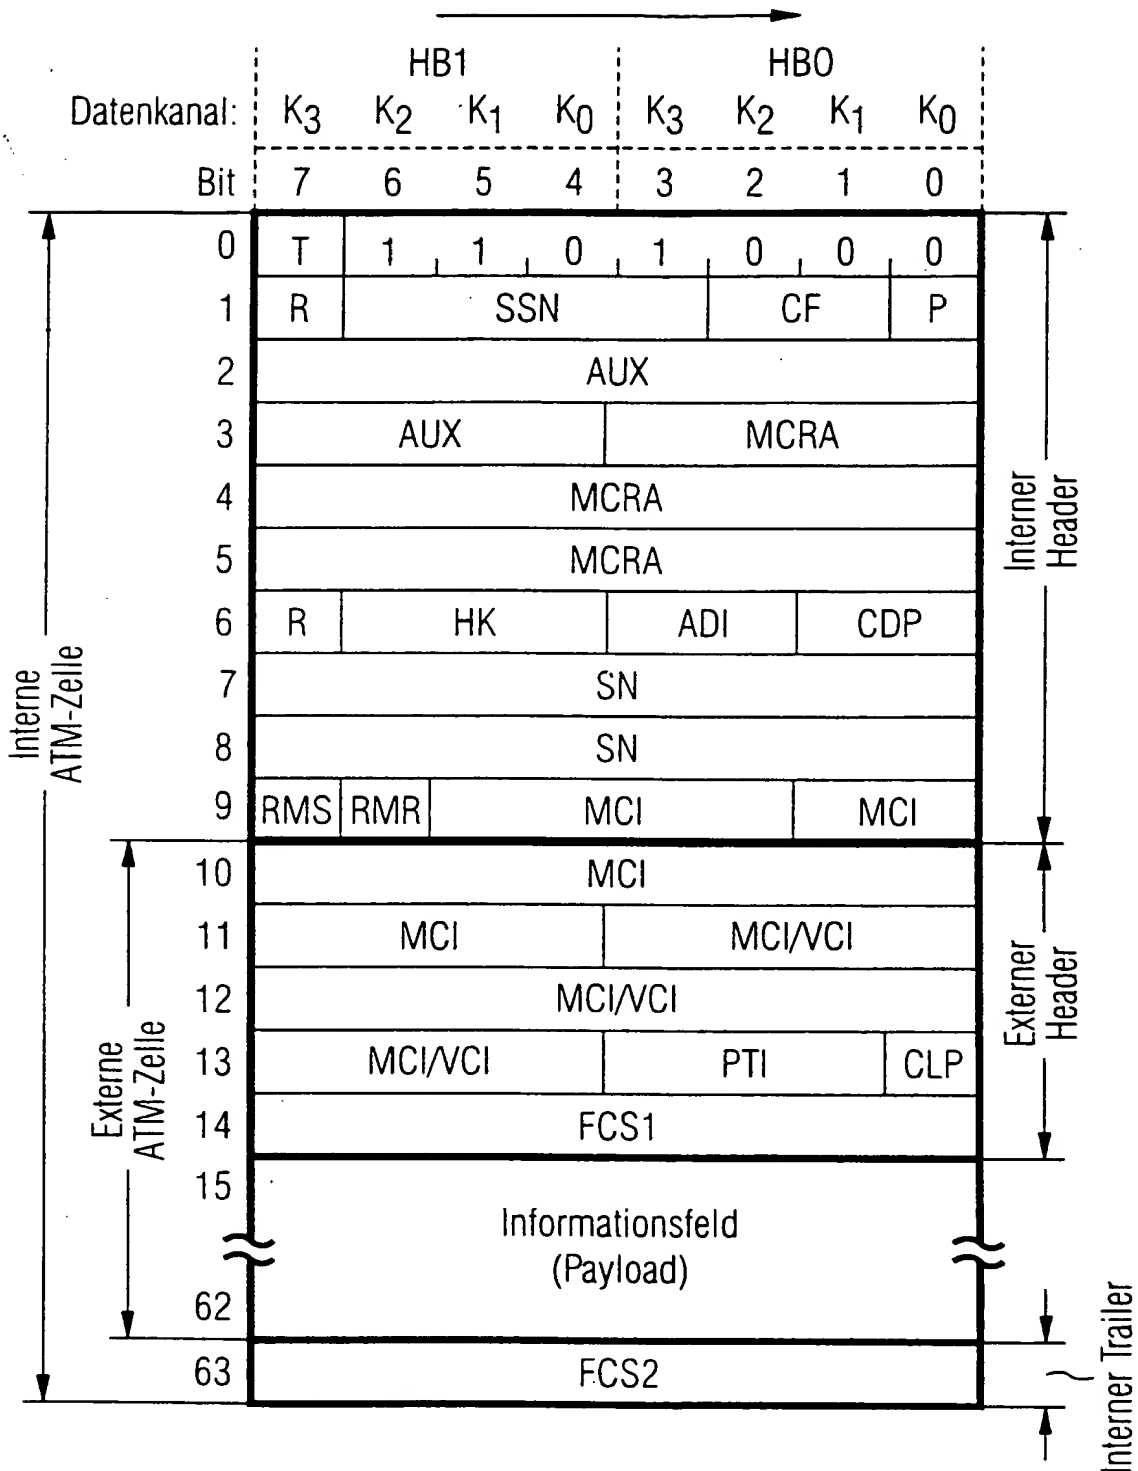 HB1 HB0
Datenkanal: K3 K2 K1 K0 K3 K2 K1 K0
Bit 7 6 5 4 3 2 1 0
0 T 1 1 0 1 0 0 0
1 R SSN CF P
2 AUX
3 AUX MCRA
4 MCRA
5 MCRA
6 R HK ADI CDP
7 SN
8 SN
9 RMS RMR MCI MCI
10 MCI
11 MCI MCI/VCI
12 MCI/VCI
13 MCI/VCI PTI CLP
14 FCS1
15
Informationsfeld
(Payload)
62
63 FCS2
Interne
ATM-Zelle
Externe
ATM-Zelle
Interner
Header
Externer
Header
Interner Trailer